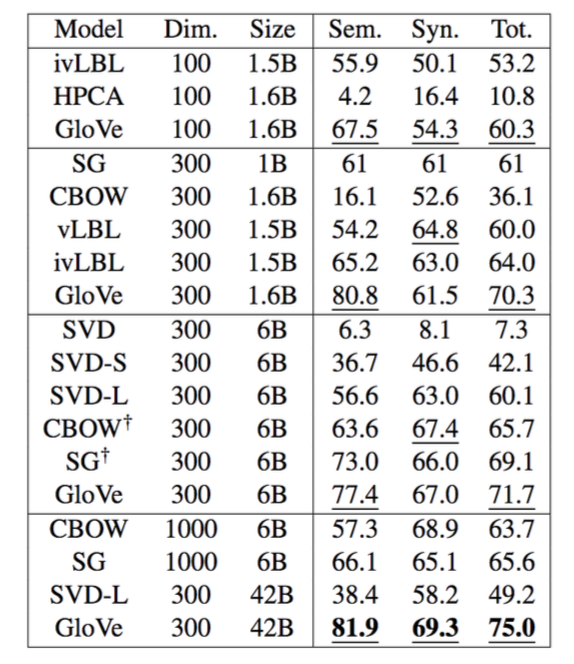 Model Dim. Size Sem. Syn. Tot.
ivLBL 100 1.5B 55.9 50.1 53.2
HPCA 100 1.6B 4.2 16.4 10.8
GloVe 100 1.6B 67.5 54.3 60.3
SG 300 1B 61 61 61
CBOW 300 1.6B 16.1 52.6 36.1
vLBL 300 1.5B 54.2 64.8 60.0
ivLBL 300 1.5B 65.2 63.0 64.0
GloVe 300 1.6B 80.8 61.5 70.3
SVD 300 6B 6.3 8.1 7.3
SVD-S 300 6B 36.7 46.6 42.1
SVD-L 300 6B 56.6 63.0 60.1
CBOW† 300 6B 63.6 67.4 65.7
SG† 300 6B 73.0 66.0 69.1
GloVe 300 6B 77.4 67.0 71.7
CBOW 1000 6B 57.3 68.9 63.7
SG 1000 6B 66.1 65.1 65.6
SVD-L 300 42B 38.4 58.2 49.2
GloVe 300 42B 81.9 69.3 75.0